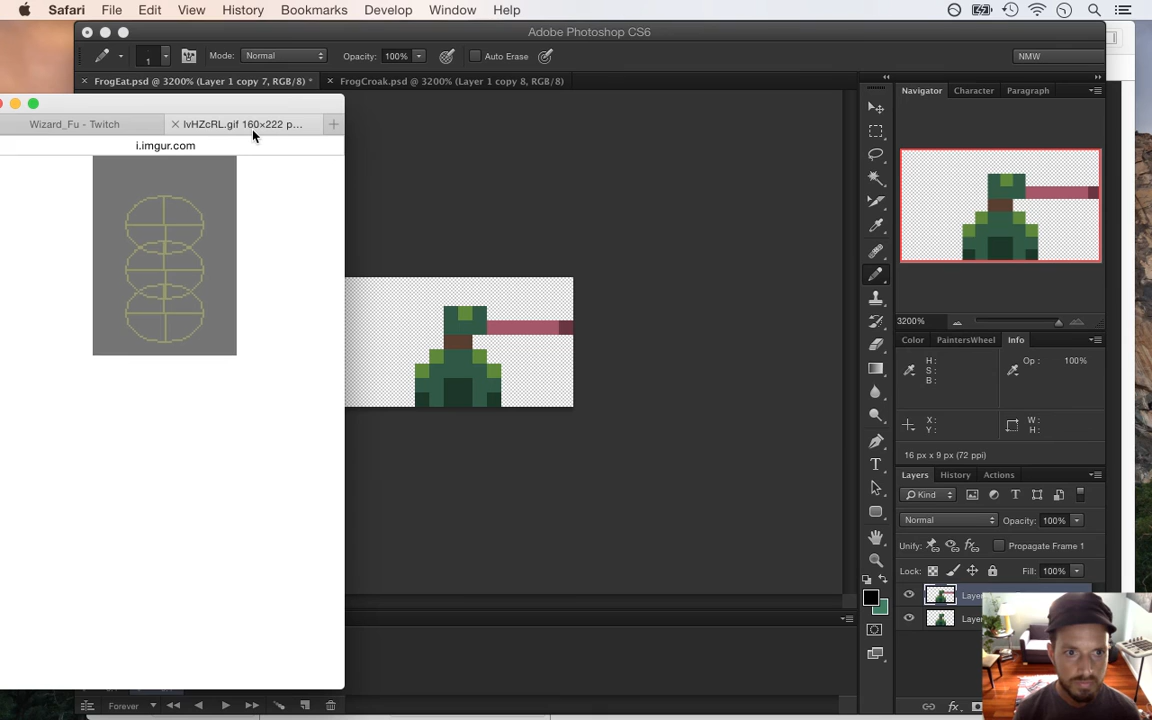 Safari File Edit View History Bookmarks Develop Window Help
Adobe Photoshop CS6
1 Mode: Normal Opacity: 100% Auto Erase NMW
× FrogEat.psd @ 3200% (Layer 1 copy 7, RGB/8) * × FrogCroak.psd @ 3200% (Layer 1 copy 8, RGB/8)
Navigator Character Paragraph
Wizard_Fu - Twitch
IvHZcRL.gif 160×222 p...
i.imgur.com
3200%
Color PaintersWheel Info
H: Op: 100%
S:
B:
X: W:
Y: H:
16 px x 9 px (72 ppi)
Layers History Actions
Kind
Normal Opacity: 100%
Unify: Propagate Frame 1
Lock: Fill: 100%
Forever
fx